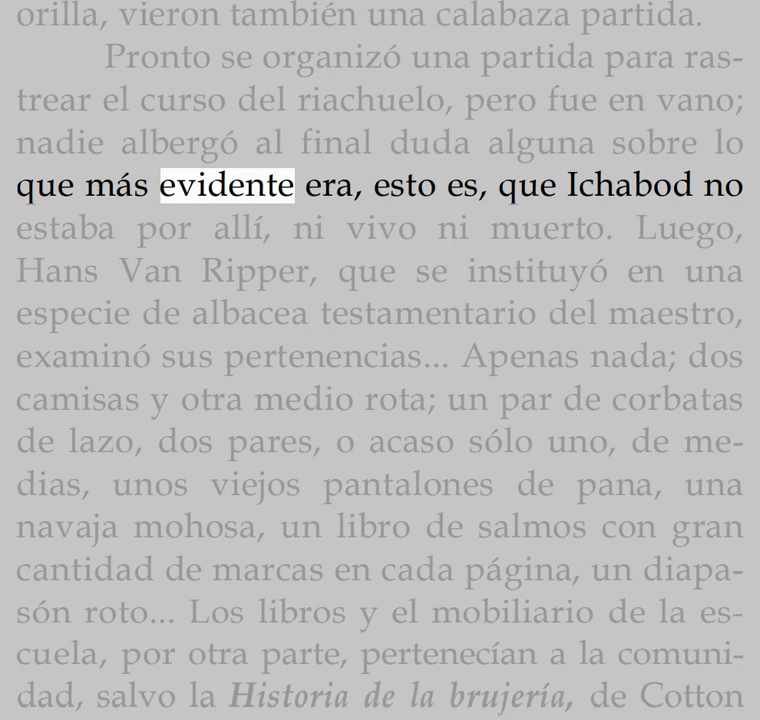 orilla, vieron también una calabaza partida.
Pronto se organizó una partida para ras-
trear el curso del riachuelo, pero fue en vano;
nadie albergó al final duda alguna sobre lo
que más evidente era, esto es, que Ichabod no
estaba por allí, ni vivo ni muerto. Luego,
Hans Van Ripper, que se instituyó en una
especie de albacea testamentario del maestro,
examinó sus pertenencias... Apenas nada; dos
camisas y otra medio rota; un par de corbatas
de lazo, dos pares, o acaso sólo uno, de me-
dias, unos viejos pantalones de pana, una
navaja mohosa, un libro de salmos con gran
cantidad de marcas en cada página, un diapa-
són roto... Los libros y el mobiliario de la es-
cuela, por otra parte, pertenecían a la comuni-
dad, salvo la Historia de la brujería, de Cotton